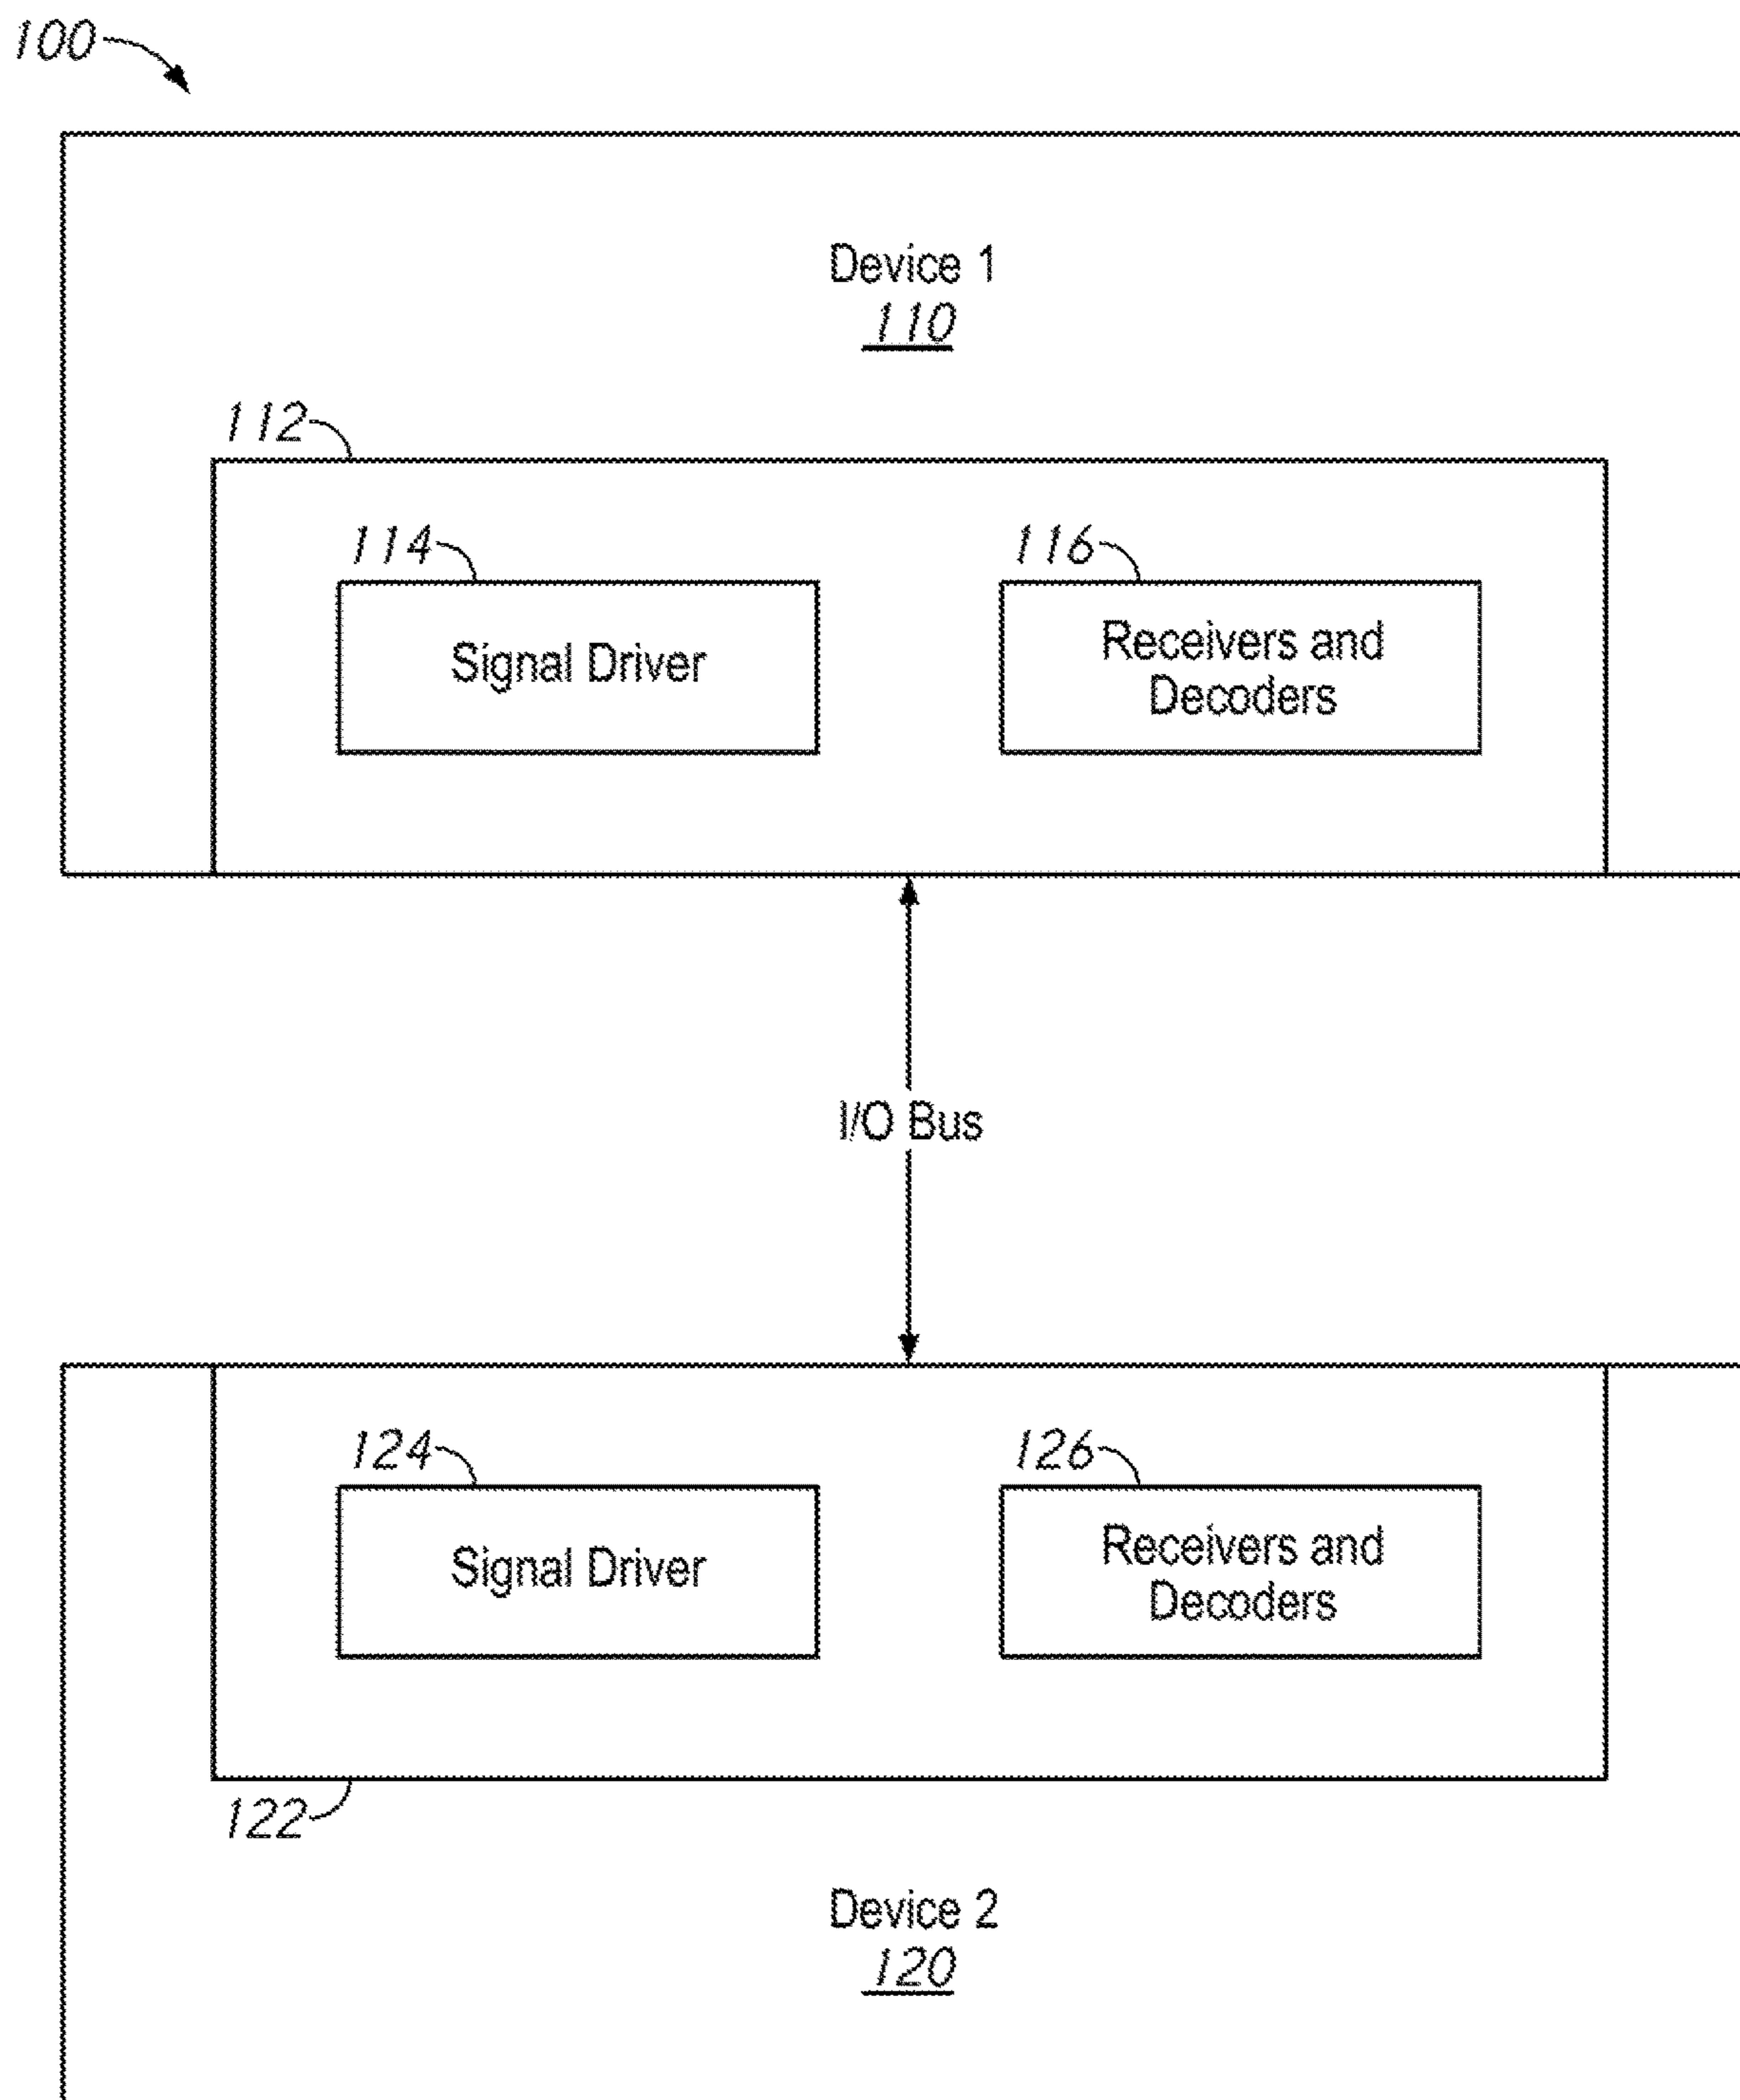 100
Device 1
110
112
114
116
Signal Driver
Receivers and
Decoders
I/O Bus
124
126
Signal Driver
Receivers and
Decoders
122
Device 2
120